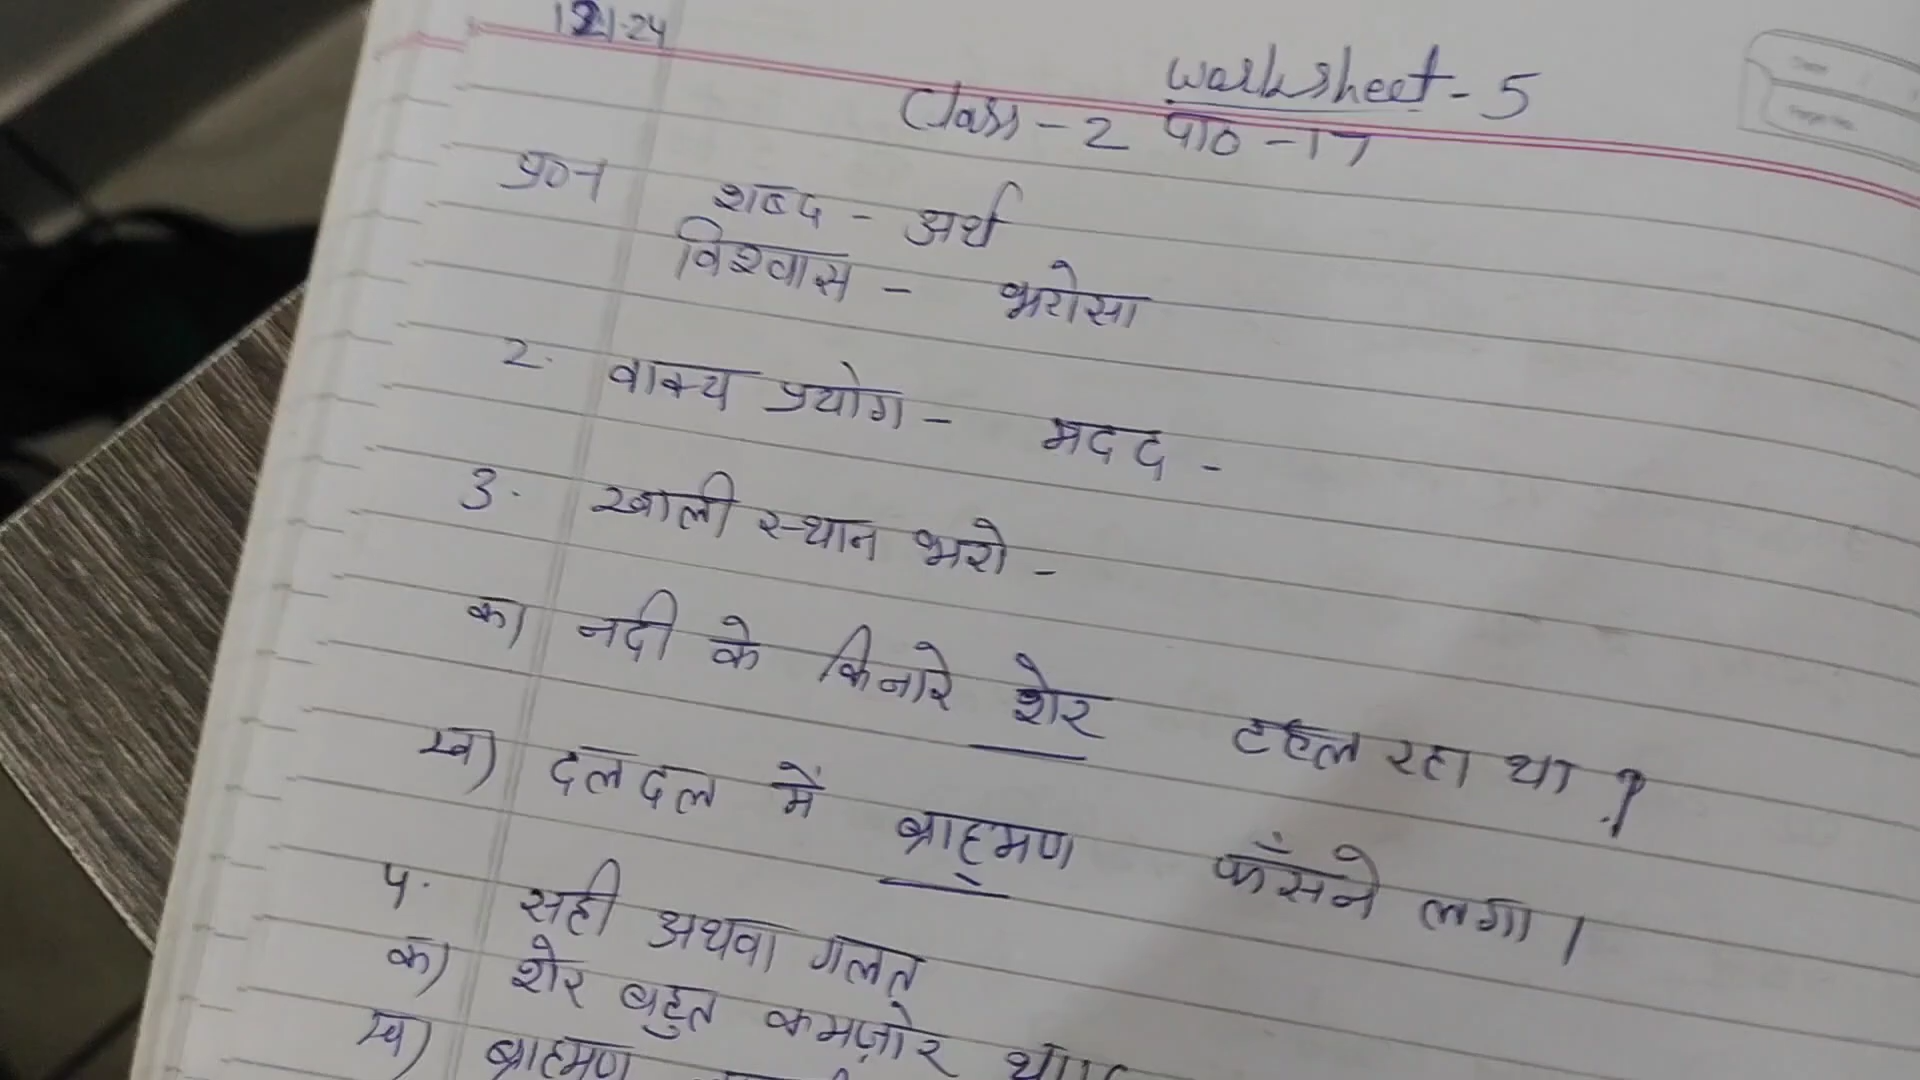 Worksheet - 5
Class - 2 पाठ - 17
प्र०1 शब्द - अर्थ
विश्वास - भरोसा
2. वाक्य प्रयोग - मदद -
3. खाली स्थान भरो -
क) नदी के किनारे शेर टहल रहा था ?
ख) दलदल में ब्राह्मण फँसने लगा ।
4. सही अथवा गलत
क) शेर बहुत कमज़ोर था
ख) ब्राह्मण